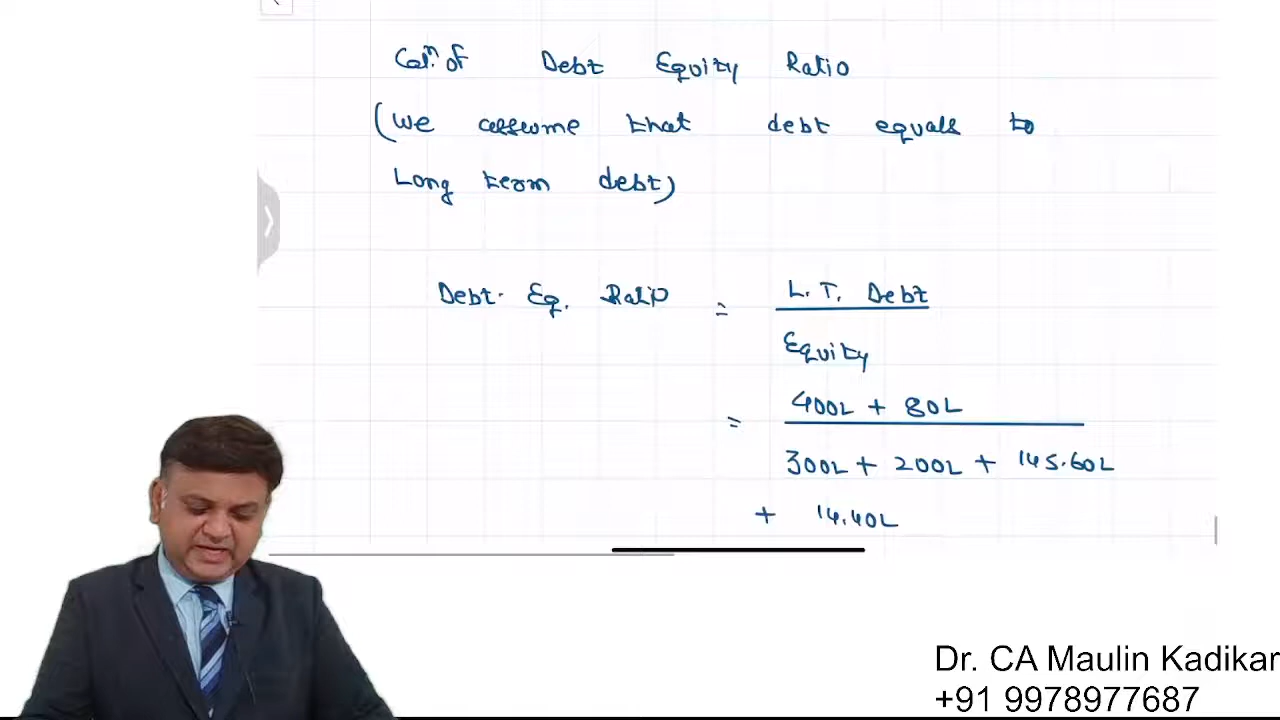 Caln. of Debt Equity Ratio
(We assume that debt equals to
Long term debt)
Debt. Eq. Ratio = L.T. Debt
Equity
= 400L + 80L
300L + 200L + 145.60L
+ 14.40L
Dr. CA Maulin Kadikar
+91 9978977687